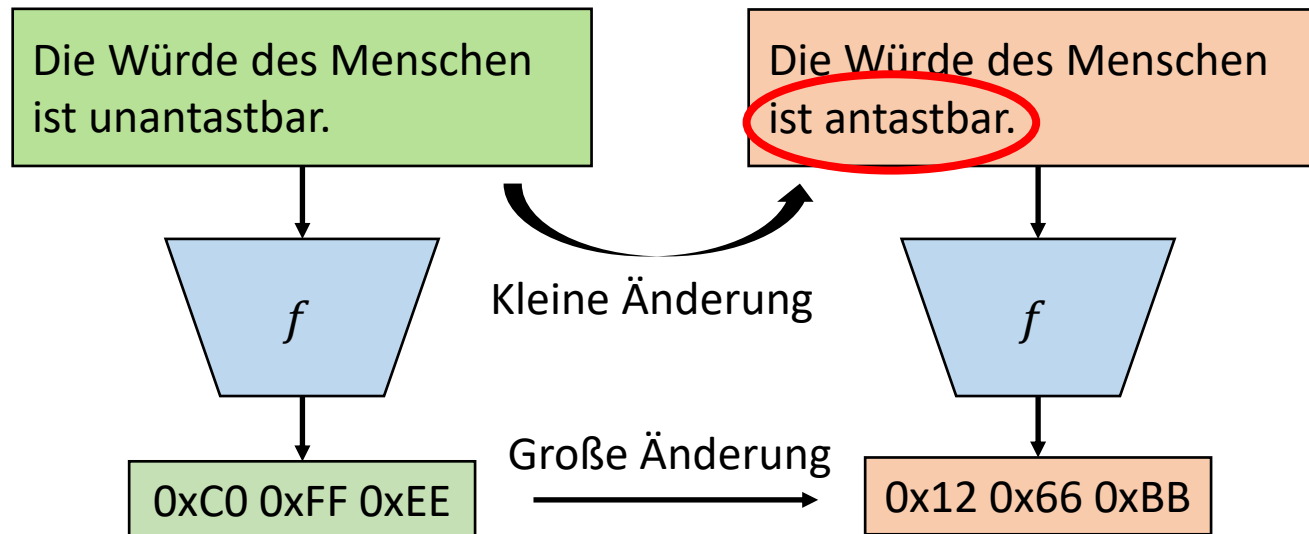 Die Würde des Menschen
ist unantastbar.
Die Würde des Menschen
ist antastbar.
f
Kleine Änderung
f
0xC0 0xFF 0xEE
Große Änderung
0x12 0x66 0xBB